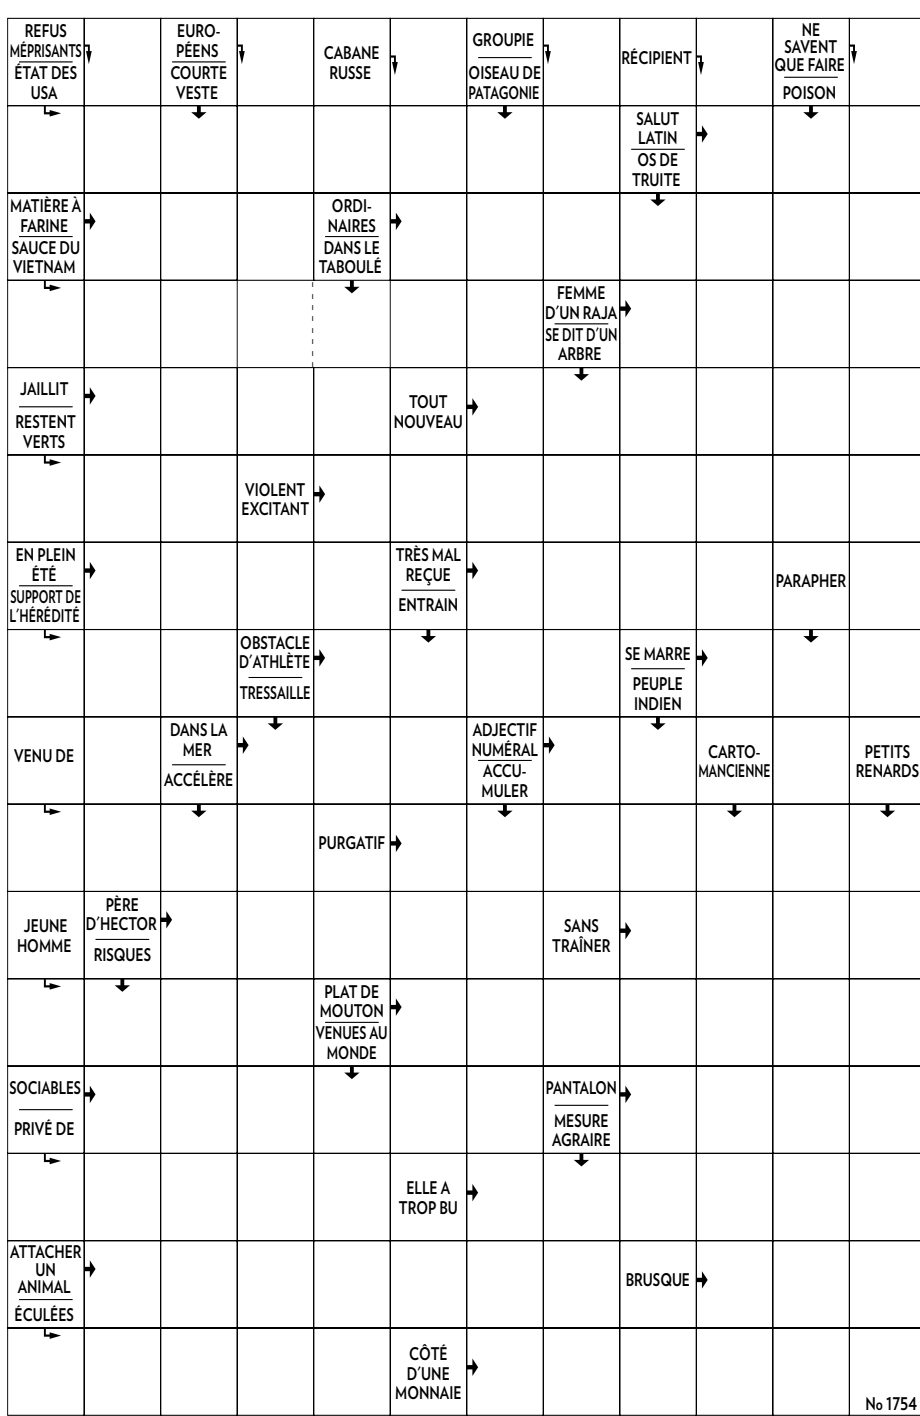 REFUS
MÉPRISANTS
ÉTAT DES
USA
EURO-
PÉENS
COURTE
VESTE
CABANE
RUSSE
GROUPIE
OISEAU DE
PATAGONIE
RÉCIPIENT
NE
SAVENT
QUE FAIRE
POISON
SALUT
LATIN
OS DE
TRUITE
MATIÈRE À
FARINE
SAUCE DU
VIETNAM
ORDI-
NAIRES
DANS LE
TABOULÉ
FEMME
D'UN RAJA
SE DIT D'UN
ARBRE
JAILLIT
RESTENT
VERTS
TOUT
NOUVEAU
VIOLENT
EXCITANT
EN PLEIN
ÉTÉ
SUPPORT DE
L'HÉRÉDITÉ
TRÈS MAL
REÇUE
ENTRAIN
PARAPHER
OBSTACLE
D'ATHLÈTE
TRESSAILLE
SE MARRE
PEUPLE
INDIEN
VENU DE
DANS LA
MER
ACCÉLÈRE
ADJECTIF
NUMÉRAL
ACCU-
MULER
CARTO-
MANCIENNE
PETITS
RENARDS
PURGATIF
JEUNE
HOMME
PÈRE
D'HECTOR
RISQUES
SANS
TRAÎNER
PLAT DE
MOUTON
VENUES AU
MONDE
SOCIABLES
PRIVÉ DE
PANTALON
MESURE
AGRAIRE
ELLE A
TROP BU
ATTACHER
UN
ANIMAL
ÉCULÉES
BRUSQUE
CÔTÉ
D'UNE
MONNAIE
No 1754